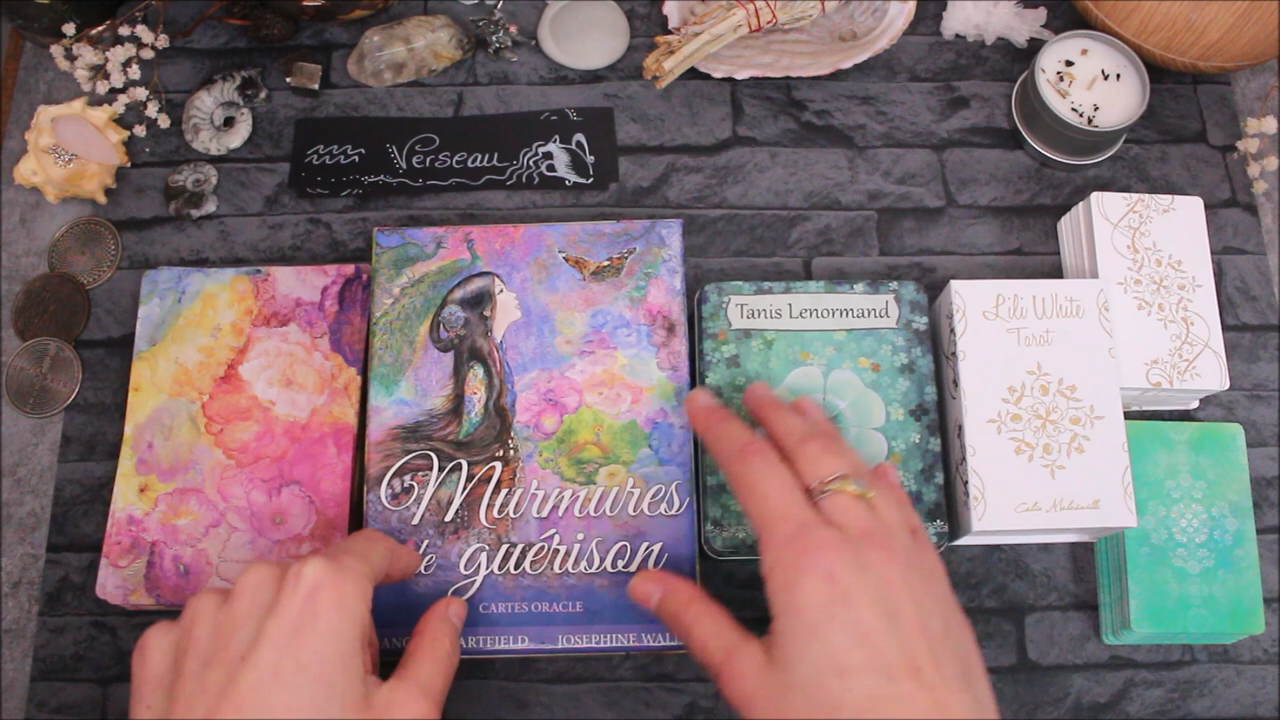 Verseau
Murmures
de guérison
CARTES ORACLE
JOSEPHINE WALL
Tanis Lenormand
Lili White
Tarot